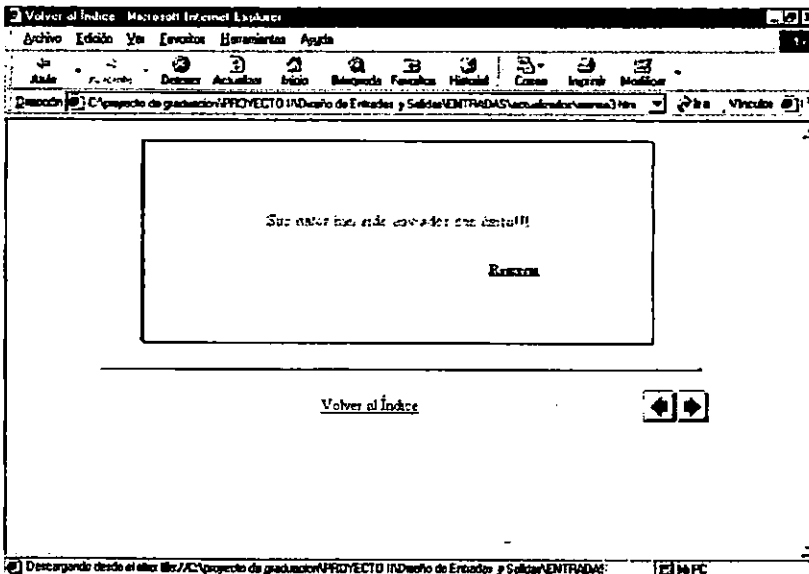 Volver al Índice - Microsoft Internet Explorer
Archivo Edición Ver Favoritos Herramientas Ayuda
Atrás Detener Actualizar Inicio Búsqueda Favoritos Historial Correo Imprimir Modificar
Dirección C:\proyecto de graduacion\PROYECTO II\Diseño de Entradas y Salidas\ENTRADAS\ Ir a Vínculos
Sus datos han sido enviados con éxito!!!
Regresar
Volver al Índice
Descargando desde el sitio file://C:\proyecto de graduacion\PROYECTO II\Diseño de Entradas y Salidas\ENTRADAS Mi PC